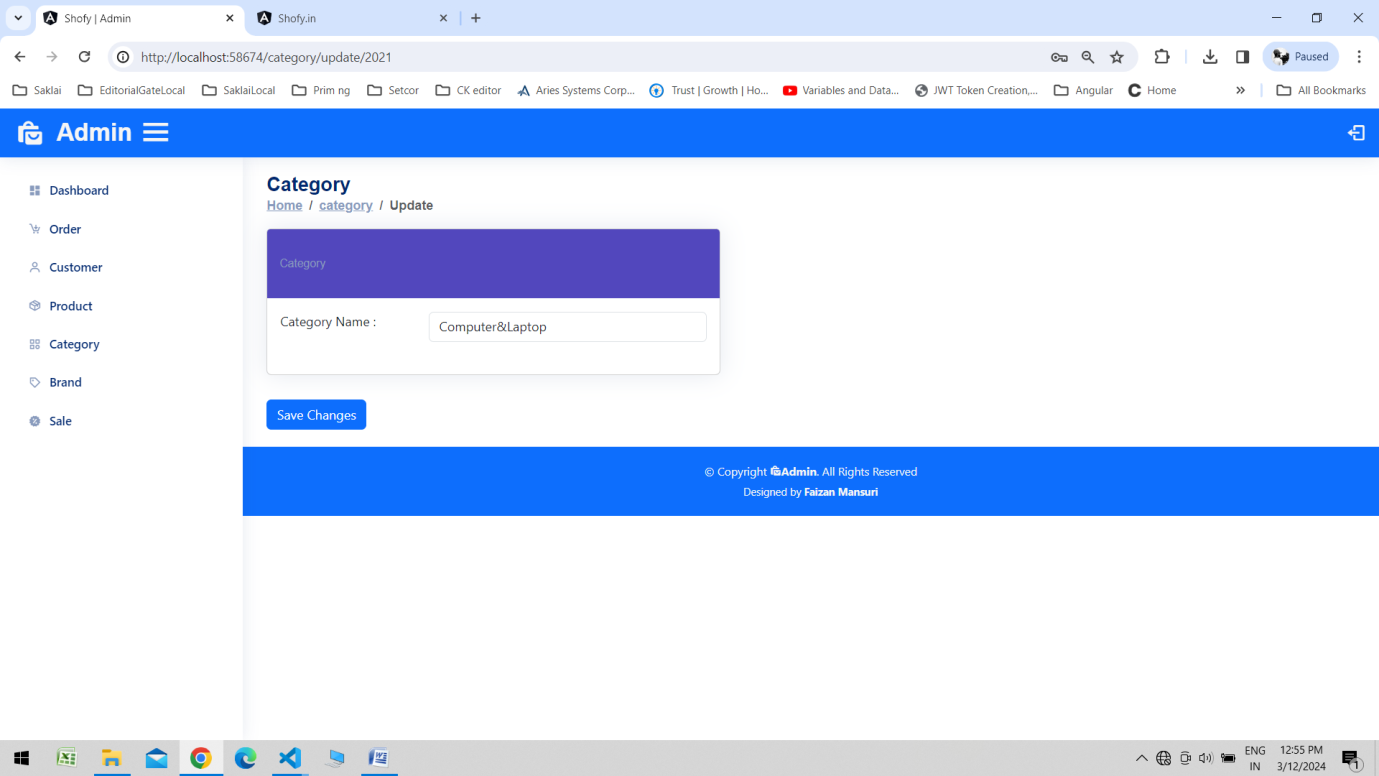 Shofy | Admin
Shofy.in
http://localhost:58674/category/update/2021
Paused
Saklai
EditorialGateLocal
SaklaiLocal
Prim ng
Setcor
CK editor
Aries Systems Corp...
Trust | Growth | Ho...
Variables and Data...
JWT Token Creation,...
Angular
Home
»
All Bookmarks
Admin
Dashboard
Order
Customer
Product
Category
Brand
Sale
Category
Home / category / Update
Category
Category Name : Computer&Laptop
Save Changes
© Copyright Admin. All Rights Reserved
Designed by Faizan Mansuri
ENG
IN
12:55 PM
3/12/2024
1